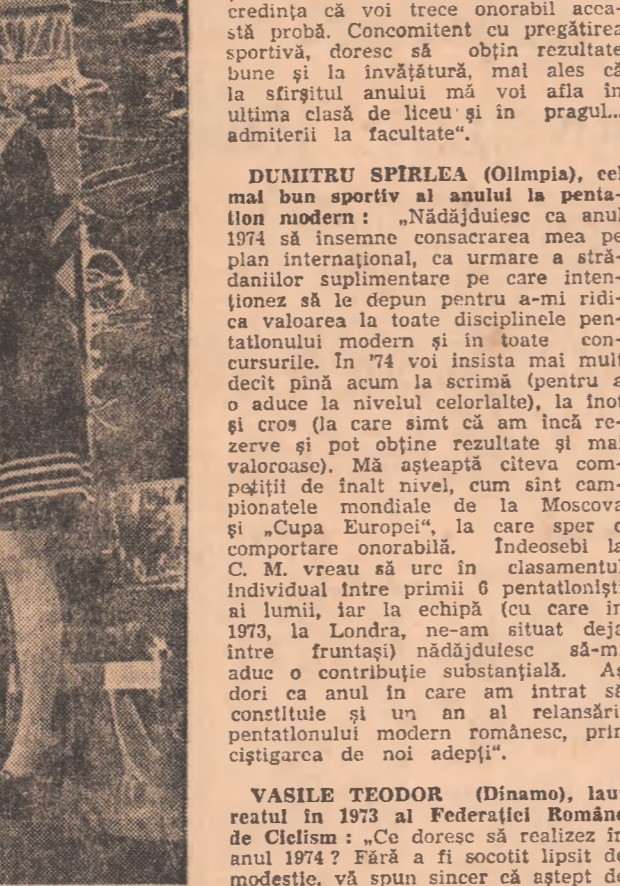 credința că voi trece onorabil acea-
stă probă. Concomitent cu pregătirea
sportivă, doresc să obțin rezultate
bune și la învățătură, mai ales că
la sfîrșitul anului mă voi afla în
ultima clasă de liceu și în pragul...
admiterii la facultate“.
DUMITRU SPÎRLEA (Olimpia), cel
mai bun sportiv al anului la penta-
tlon modern : „Nădăjduiesc ca anul
1974 să însemne consacrarea mea pe
plan internațional, ca urmare a stră-
daniilor suplimentare pe care inten-
ționez să le depun pentru a-mi ridi-
ca valoarea la toate disciplinele pen-
tatlonului modern și în toate con-
cursurile. În ’74 voi insista mai mult
decît pînă acum la scrimă (pentru a
o aduce la nivelul celorlalte), la înot
și cros (la care simt că am încă re-
zerve și pot obține rezultate și mai
valoroase). Mă așteaptă cîteva com-
petiții de înalt nivel, cum sînt cam-
pionatele mondiale de la Moscova
și „Cupa Europei“, la care sper o
comportare onorabilă. Îndeosebi la
C. M. vreau să urc în clasamentul
individual între primii 6 pentatloniști
ai lumii, iar la echipă (cu care în
1973, la Londra, ne-am situat deja
între fruntași) nădăjduiesc să-mi
aduc o contribuție substanțială. Aș
dori ca anul în care am intrat să
constituie și un an al relansării
pentatlonului modern românesc, prin
cîștigarea de noi adepți“.
VASILE TEODOR (Dinamo), lau-
reatul în 1973 al Federației Române
de Ciclism : „Ce doresc să realizez în
anul 1974 ? Fără a fi socotit lipsit de
modestie, vă spun sincer că aștept de